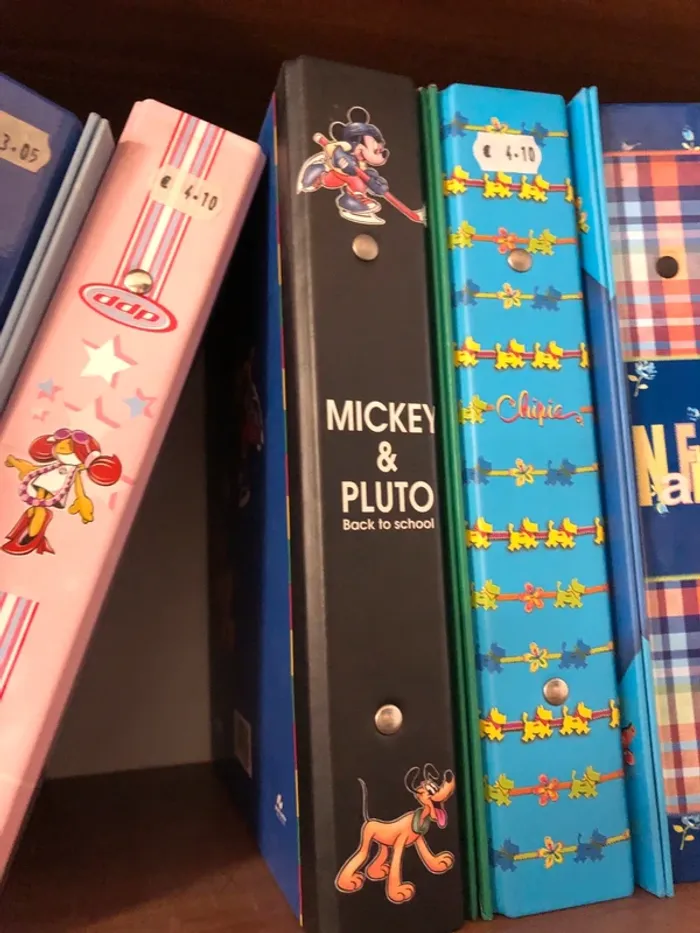 3.05
€ 4.10
ddp
MICKEY
&
PLUTO
Back to school
€ 4.10
Chipie